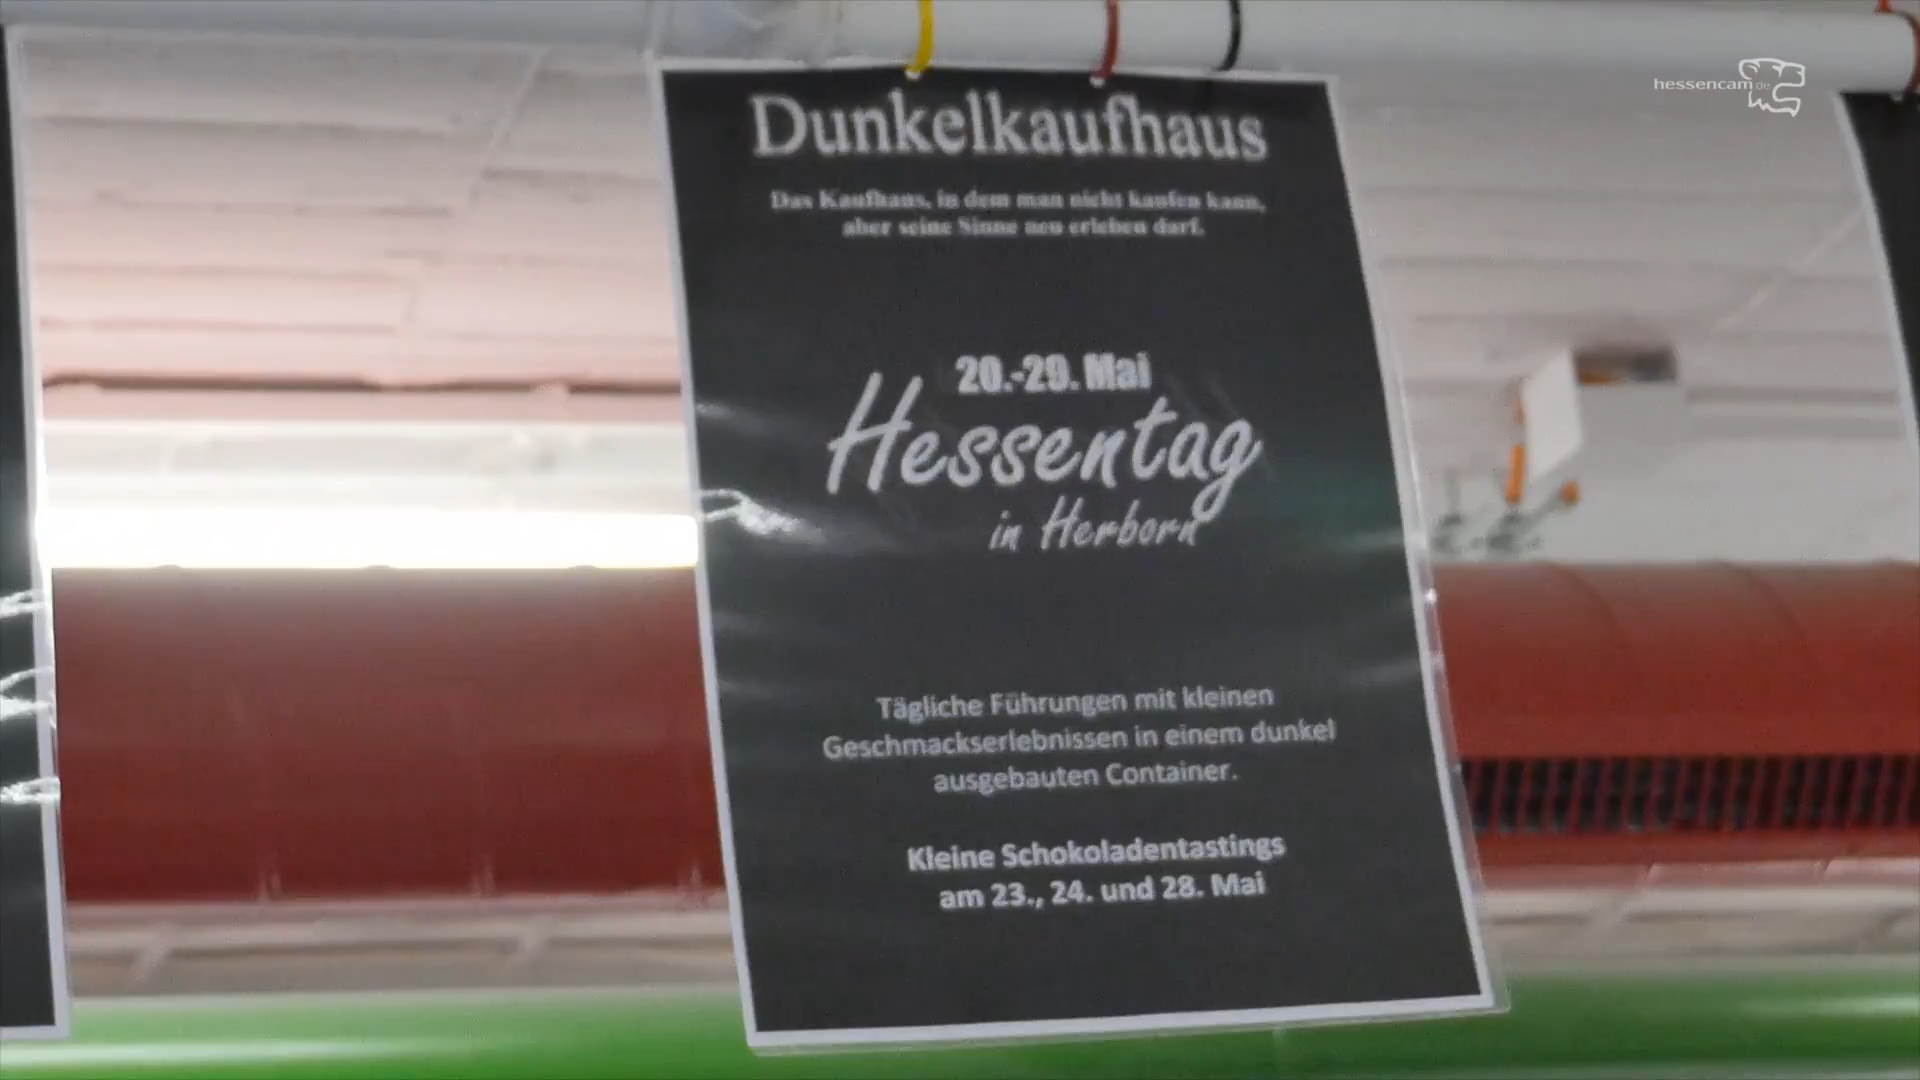 hessencam.de
Dunkelkaufhaus
Das Kaufhaus, in dem man nicht kaufen kann,
aber seine Sinne neu erleben darf.
20.-29. Mai
Hessentag
in Herborn
Tägliche Führungen mit kleinen
Geschmackserlebnissen in einem dunkel
ausgebauten Container.
Kleine Schokoladentastings
am 23., 24. und 28. Mai